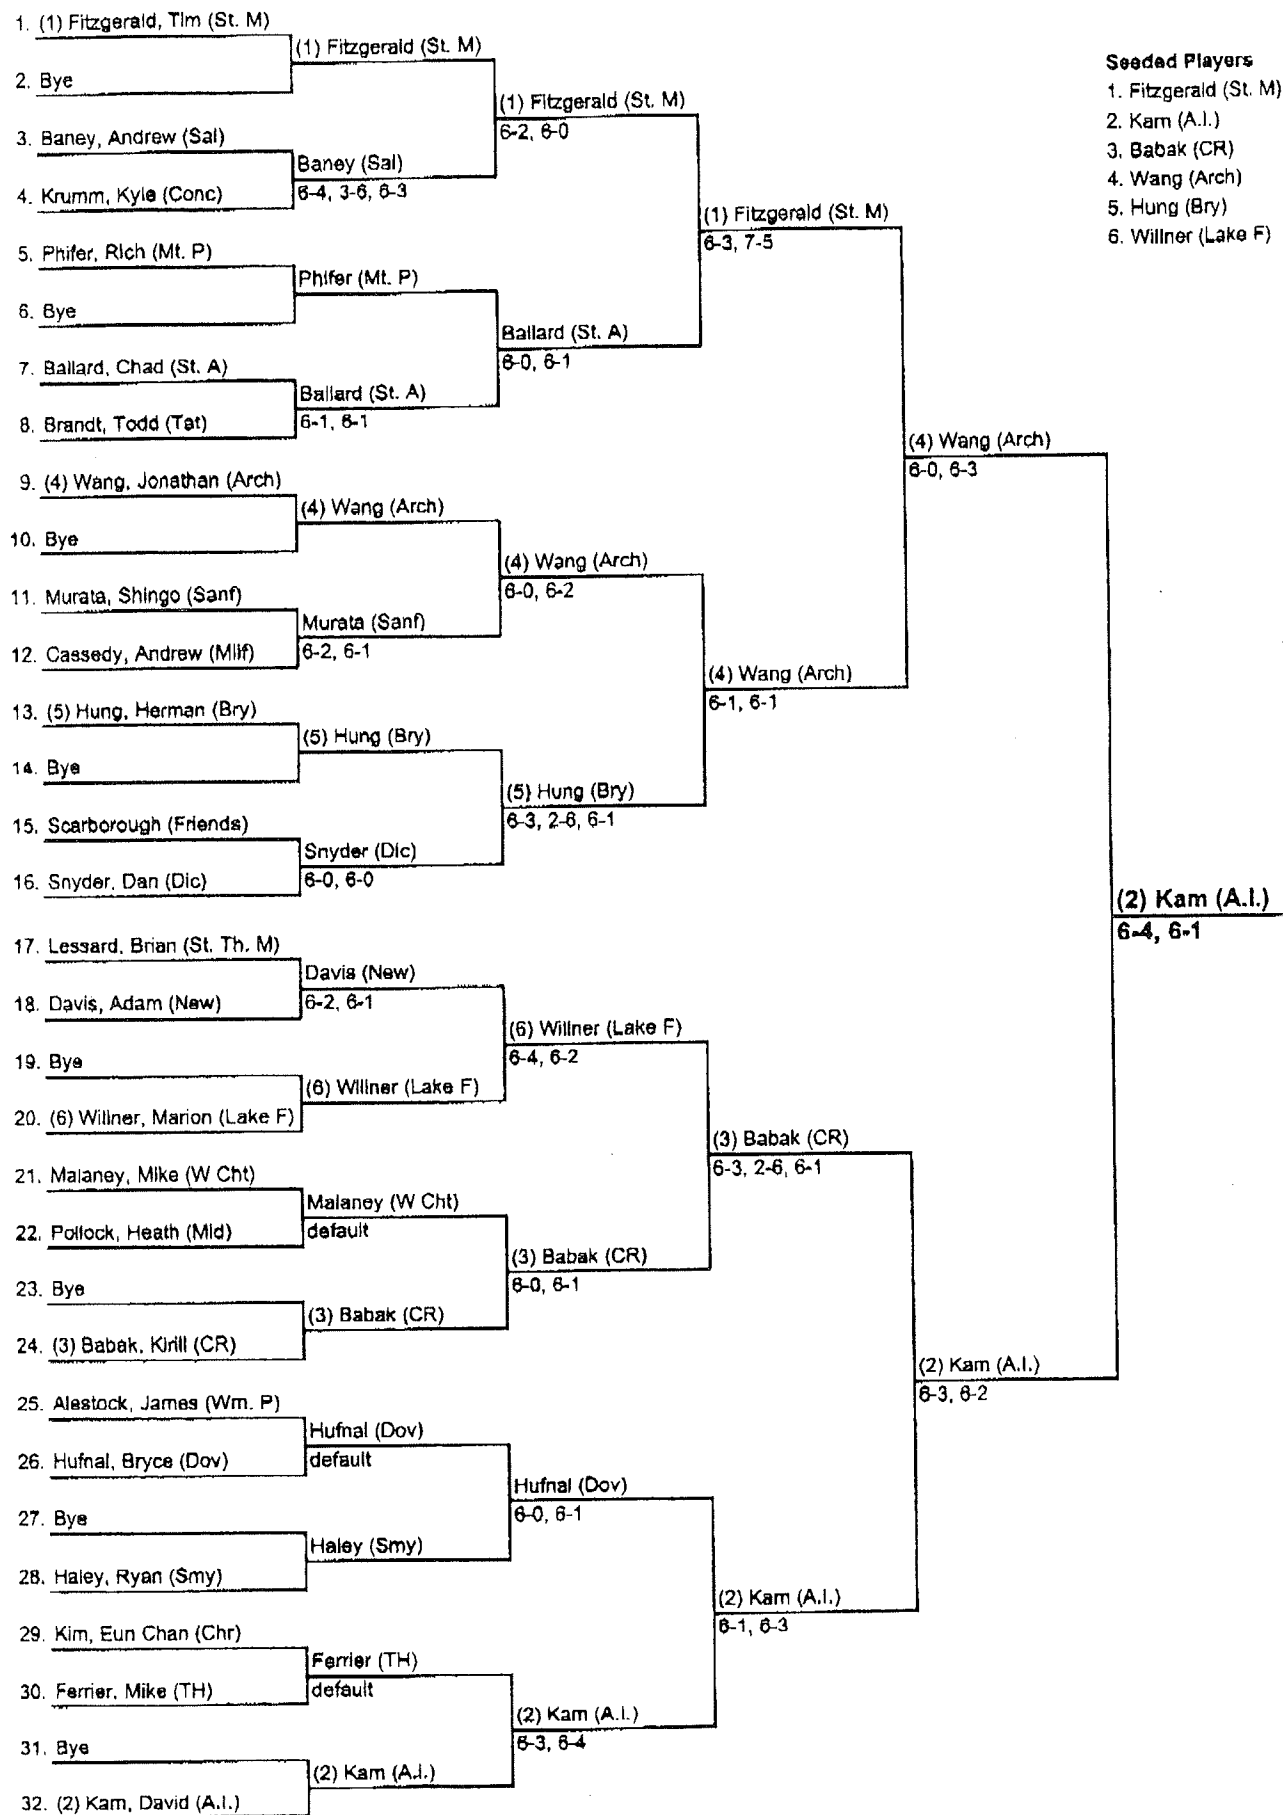 1. (1) Fitzgerald, Tim (St. M)
2. Bye
3. Baney, Andrew (Sal)
4. Krumm, Kyle (Conc)
5. Phifer, Rich (Mt. P)
6. Bye
7. Ballard, Chad (St. A)
8. Brandt, Todd (Tat)
9. (4) Wang, Jonathan (Arch)
10. Bye
11. Murata, Shingo (Sanf)
12. Cassedy, Andrew (Milf)
13. (5) Hung, Herman (Bry)
14. Bye
15. Scarborough (Friends)
16. Snyder, Dan (Dic)
17. Lessard, Brian (St. Th. M)
18. Davis, Adam (New)
19. Bye
20. (6) Willner, Marion (Lake F)
21. Malaney, Mike (W Cht)
22. Pollock, Heath (Mid)
23. Bye
24. (3) Babak, Kirill (CR)
25. Alestock, James (Wm. P)
26. Hufnal, Bryce (Dov)
27. Bye
28. Haley, Ryan (Smy)
29. Kim, Eun Chan (Chr)
30. Ferrier, Mike (TH)
31. Bye
32. (2) Kam, David (A.I.)
(1) Fitzgerald (St. M)
Baney (Sal)
6-4, 3-6, 6-3
Phifer (Mt. P)
Ballard (St. A)
6-1, 6-1
(4) Wang (Arch)
Murata (Sanf)
6-2, 6-1
(5) Hung (Bry)
Snyder (Dic)
6-0, 6-0
Davis (New)
6-2, 6-1
(6) Willner (Lake F)
Malaney (W Cht)
default
(3) Babak (CR)
Hufnal (Dov)
default
Haley (Smy)
Ferrier (TH)
default
(2) Kam (A.I.)
(1) Fitzgerald (St. M)
6-2, 6-0
Ballard (St. A)
6-0, 6-1
(4) Wang (Arch)
6-0, 6-2
(5) Hung (Bry)
6-3, 2-6, 6-1
(6) Willner (Lake F)
6-4, 6-2
(3) Babak (CR)
6-0, 6-1
Hufnal (Dov)
6-0, 6-1
(2) Kam (A.I.)
6-3, 6-4
(1) Fitzgerald (St. M)
6-3, 7-5
(4) Wang (Arch)
6-1, 6-1
(3) Babak (CR)
6-3, 2-6, 6-1
(2) Kam (A.I.)
6-1, 6-3
(4) Wang (Arch)
6-0, 6-3
(2) Kam (A.I.)
6-3, 6-2
(2) Kam (A.I.)
6-4, 6-1
Seeded Players
1. Fitzgerald (St. M)
2. Kam (A.I.)
3. Babak (CR)
4. Wang (Arch)
5. Hung (Bry)
6. Willner (Lake F)